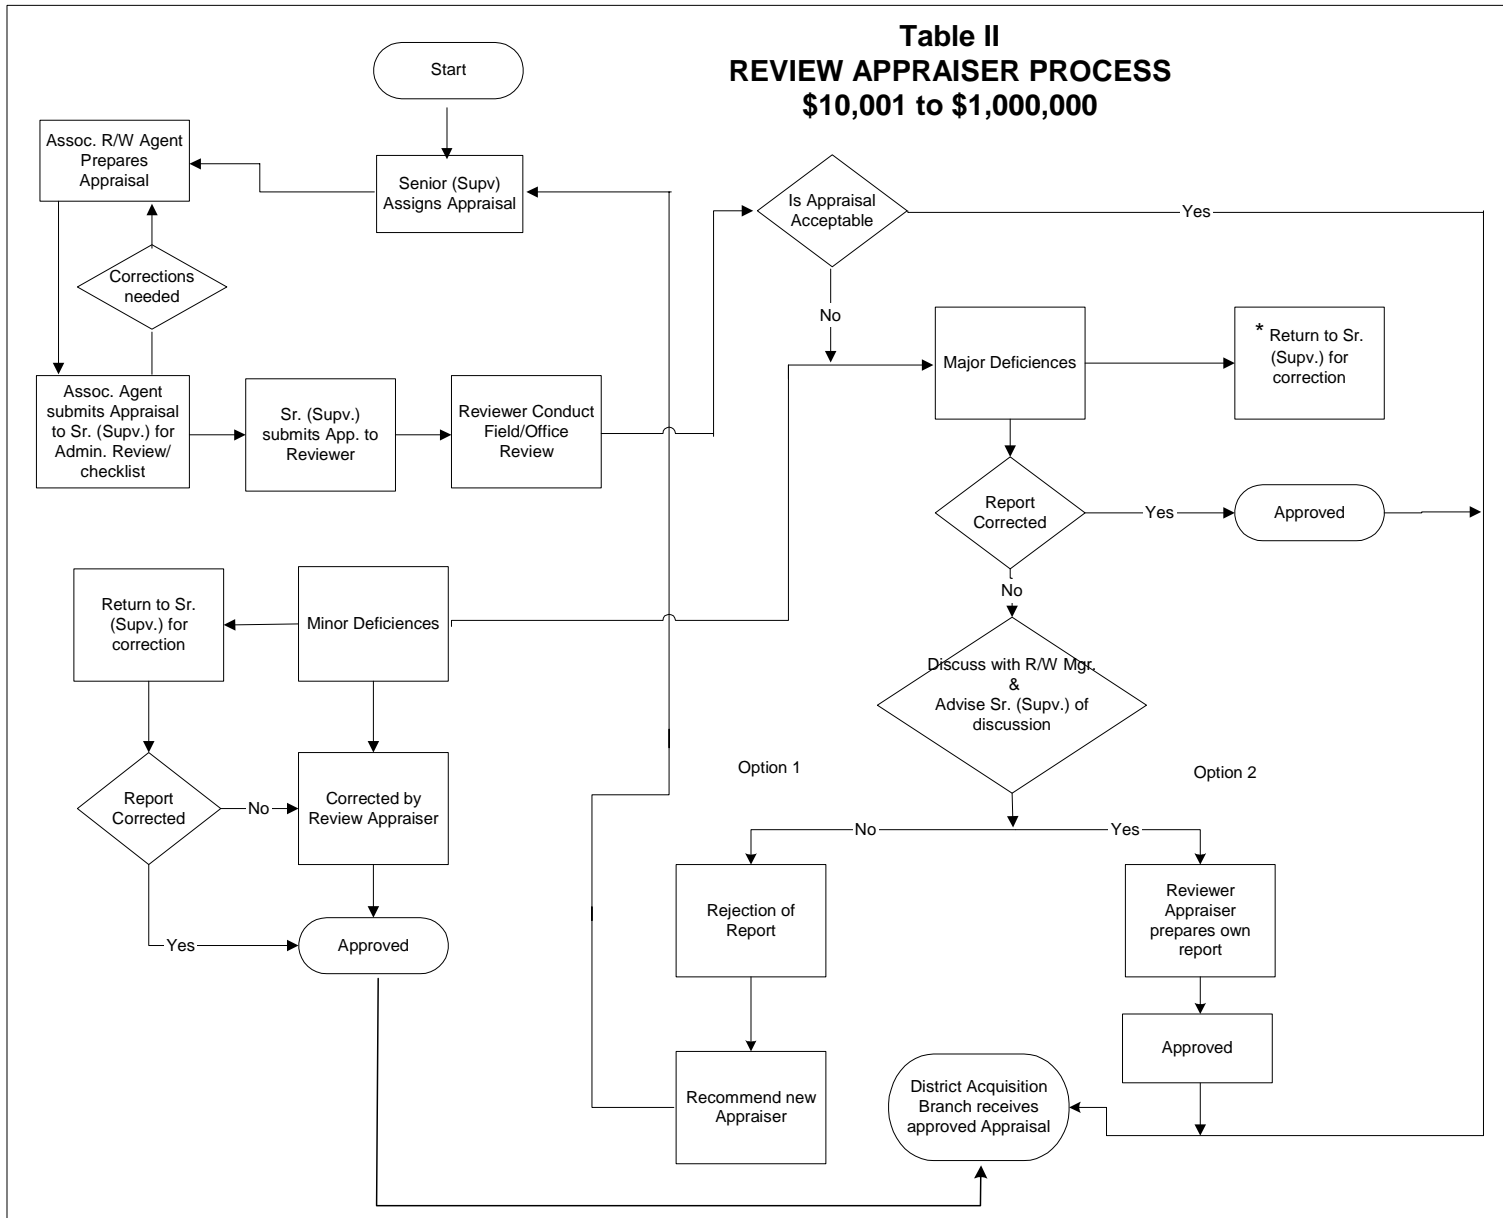 Table II
REVIEW APPRAISER PROCESS
$10,001 to $1,000,000
Start
Assoc. R/W Agent
Prepares
Appraisal
Senior (Supv)
Assigns Appraisal
Is Appraisal
Acceptable
Yes
Corrections
needed
No
Major Deficiences
* Return to Sr.
(Supv.) for
correction
Assoc. Agent
submits Appraisal
to Sr. (Supv.) for
Admin. Review/
checklist
Sr. (Supv.)
submits App. to
Reviewer
Reviewer Conduct
Field/Office
Review
Report
Corrected
Yes
Approved
No
Return to Sr.
(Supv.) for
correction
Minor Deficiences
Discuss with R/W Mgr.
&
Advise Sr. (Supv.) of
discussion
Option 1
Option 2
Report
Corrected
No
Corrected by
Review Appraiser
No
Yes
Rejection of
Report
Reviewer
Appraiser
prepares own
report
Yes
Approved
Approved
Recommend new
Appraiser
District Acquisition
Branch receives
approved Appraisal